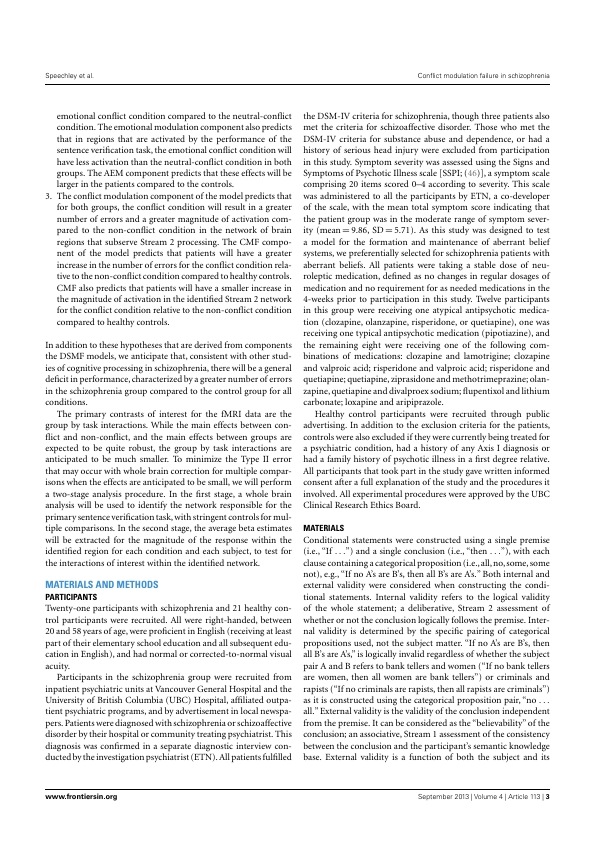 Speechley et al.
Conflict modulation failure in schizophrenia
emotional conflict condition compared to the neutral-conflict
condition. The emotional modulation component also predicts
that in regions that are activated by the performance of the
sentence verification task, the emotional conflict condition will
have less activation than the neutral-conflict condition in both
groups. The AEM component predicts that these effects will be
larger in the patients compared to the controls.
3. The conflict modulation component of the model predicts that
for both groups, the conflict condition will result in a greater
number of errors and a greater magnitude of activation com-
pared to the non-conflict condition in the network of brain
regions that subserve Stream 2 processing. The CMF compo-
nent of the model predicts that patients will have a greater
increase in the number of errors for the conflict condition rela-
tive to the non-conflict condition compared to healthy controls.
CMF also predicts that patients will have a smaller increase in
the magnitude of activation in the identified Stream 2 network
for the conflict condition relative to the non-conflict condition
compared to healthy controls.
In addition to these hypotheses that are derived from components
the DSMF models, we anticipate that, consistent with other stud-
ies of cognitive processing in schizophrenia, there will be a general
deficit in performance, characterized by a greater number of errors
in the schizophrenia group compared to the control group for all
conditions.
The primary contrasts of interest for the fMRI data are the
group by task interactions. While the main effects between con-
flict and non-conflict, and the main effects between groups are
expected to be quite robust, the group by task interactions are
anticipated to be much smaller. To minimize the Type II error
that may occur with whole brain correction for multiple compar-
isons when the effects are anticipated to be small, we will perform
a two-stage analysis procedure. In the first stage, a whole brain
analysis will be used to identify the network responsible for the
primary sentence verification task, with stringent controls for mul-
tiple comparisons. In the second stage, the average beta estimates
will be extracted for the magnitude of the response within the
identified region for each condition and each subject, to test for
the interactions of interest within the identified network.
MATERIALS AND METHODS
PARTICIPANTS
Twenty-one participants with schizophrenia and 21 healthy con-
trol participants were recruited. All were right-handed, between
20 and 58 years of age, were proficient in English (receiving at least
part of their elementary school education and all subsequent edu-
cation in English), and had normal or corrected-to-normal visual
acuity.
Participants in the schizophrenia group were recruited from
inpatient psychiatric units at Vancouver General Hospital and the
University of British Columbia (UBC) Hospital, affiliated outpa-
tient psychiatric programs, and by advertisement in local newspa-
pers. Patients were diagnosed with schizophrenia or schizoaffective
disorder by their hospital or community treating psychiatrist. This
diagnosis was confirmed in a separate diagnostic interview con-
ducted by the investigation psychiatrist (ETN). All patients fulfilled
the DSM-IV criteria for schizophrenia, though three patients also
met the criteria for schizoaffective disorder. Those who met the
DSM-IV criteria for substance abuse and dependence, or had a
history of serious head injury were excluded from participation
in this study. Symptom severity was assessed using the Signs and
Symptoms of Psychotic Illness scale [SSPI; (46)], a symptom scale
comprising 20 items scored 0–4 according to severity. This scale
was administered to all the participants by ETN, a co-developer
of the scale, with the mean total symptom score indicating that
the patient group was in the moderate range of symptom sever-
ity (mean = 9.86, SD = 5.71). As this study was designed to test
a model for the formation and maintenance of aberrant belief
systems, we preferentially selected for schizophrenia patients with
aberrant beliefs. All patients were taking a stable dose of neu-
roleptic medication, defined as no changes in regular dosages of
medication and no requirement for as needed medications in the
4-weeks prior to participation in this study. Twelve participants
in this group were receiving one atypical antipsychotic medica-
tion (clozapine, olanzapine, risperidone, or quetiapine), one was
receiving one typical antipsychotic medication (pipotiazine), and
the remaining eight were receiving one of the following com-
binations of medications: clozapine and lamotrigine; clozapine
and valproic acid; risperidone and valproic acid; risperidone and
quetiapine; quetiapine, ziprasidone and methotrimeprazine; olan-
zapine, quetiapine and divalproex sodium; flupentixol and lithium
carbonate; loxapine and aripiprazole.
Healthy control participants were recruited through public
advertising. In addition to the exclusion criteria for the patients,
controls were also excluded if they were currently being treated for
a psychiatric condition, had a history of any Axis I diagnosis or
had a family history of psychotic illness in a first degree relative.
All participants that took part in the study gave written informed
consent after a full explanation of the study and the procedures it
involved. All experimental procedures were approved by the UBC
Clinical Research Ethics Board.
MATERIALS
Conditional statements were constructed using a single premise
(i.e., “If . . .”) and a single conclusion (i.e., “then . . .”), with each
clause containing a categorical proposition (i.e., all, no, some, some
not), e.g., “If no A’s are B’s, then all B’s are A’s.” Both internal and
external validity were considered when constructing the condi-
tional statements. Internal validity refers to the logical validity
of the whole statement; a deliberative, Stream 2 assessment of
whether or not the conclusion logically follows the premise. Inter-
nal validity is determined by the specific pairing of categorical
propositions used, not the subject matter. “If no A’s are B’s, then
all B’s are A’s,” is logically invalid regardless of whether the subject
pair A and B refers to bank tellers and women (“If no bank tellers
are women, then all women are bank tellers”) or criminals and
rapists (“If no criminals are rapists, then all rapists are criminals”)
as it is constructed using the categorical proposition pair, “no . . .
all.” External validity is the validity of the conclusion independent
from the premise. It can be considered as the “believability” of the
conclusion; an associative, Stream 1 assessment of the consistency
between the conclusion and the participant’s semantic knowledge
base. External validity is a function of both the subject and its
www.frontiersin.org
September 2013 | Volume 4 | Article 113 | 3